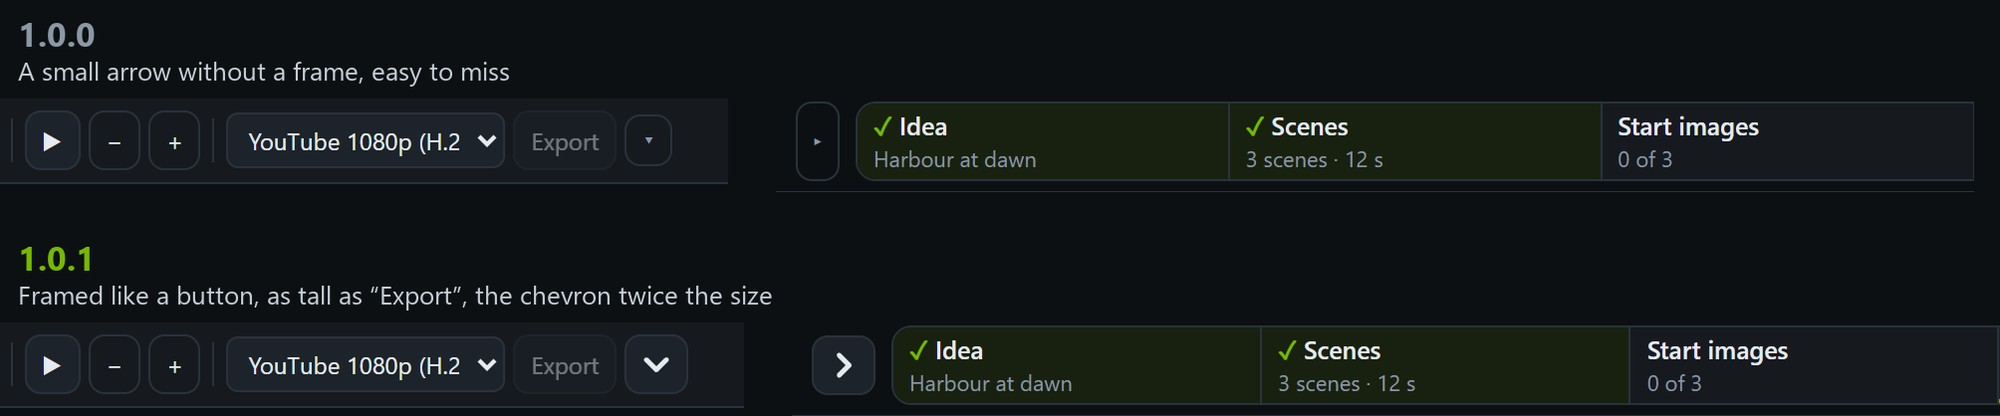 1.0.0
A small arrow without a frame, easy to miss
YouTube 1080p (H.2 Export
✓ Idea
Harbour at dawn
✓ Scenes
3 scenes · 12 s
Start images
0 of 3
1.0.1
Framed like a button, as tall as “Export”, the chevron twice the size
YouTube 1080p (H.2 Export
✓ Idea
Harbour at dawn
✓ Scenes
3 scenes · 12 s
Start images
0 of 3